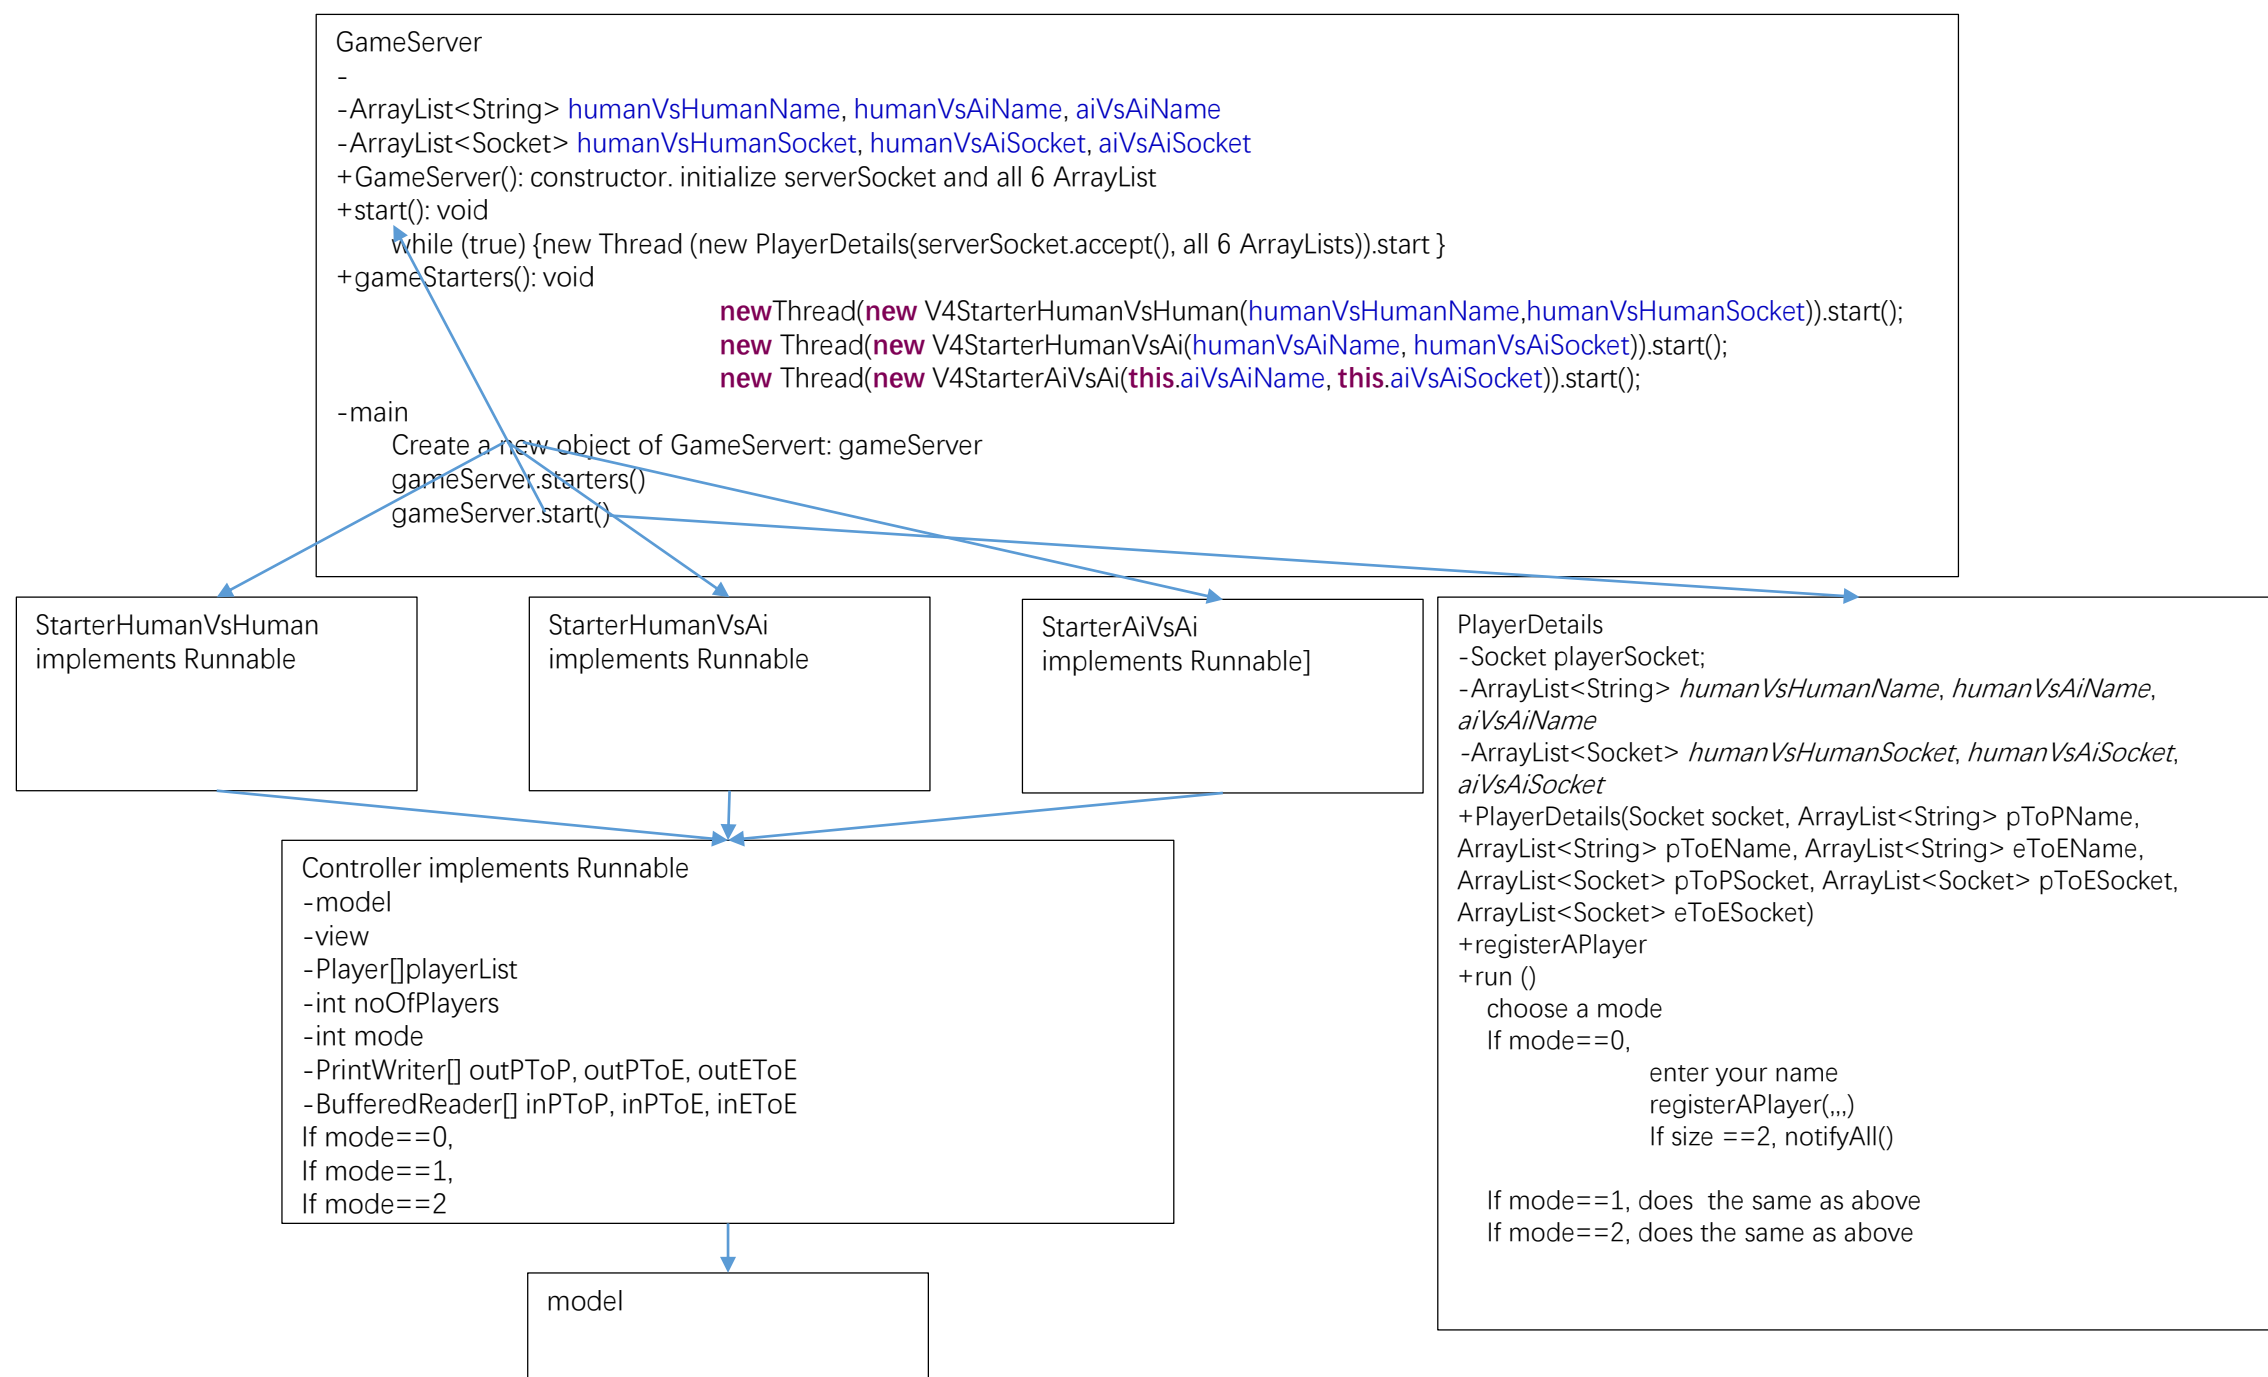 GameServer
-
-ArrayList<String> humanVsHumanName, humanVsAiName, aiVsAiName
-ArrayList<Socket> humanVsHumanSocket, humanVsAiSocket, aiVsAiSocket
+GameServer(): constructor. initialize serverSocket and all 6 ArrayList
+start(): void
while (true) {new Thread (new PlayerDetails(serverSocket.accept(), all 6 ArrayLists)).start }
+gameStarters(): void
newThread(new V4StarterHumanVsHuman(humanVsHumanName,humanVsHumanSocket)).start();
new Thread(new V4StarterHumanVsAi(humanVsAiName, humanVsAiSocket)).start();
new Thread(new V4StarterAiVsAi(this.aiVsAiName, this.aiVsAiSocket)).start();
-main
Create a new object of GameServert: gameServer
gameServer.starters()
gameServer.start()
StarterHumanVsHuman
implements Runnable
StarterHumanVsAi
implements Runnable
StarterAiVsAi
implements Runnable]
PlayerDetails
-Socket playerSocket;
-ArrayList<String> humanVsHumanName, humanVsAiName,
aiVsAiName
-ArrayList<Socket> humanVsHumanSocket, humanVsAiSocket,
aiVsAiSocket
+PlayerDetails(Socket socket, ArrayList<String> pToPName,
ArrayList<String> pToEName, ArrayList<String> eToEName,
ArrayList<Socket> pToPSocket, ArrayList<Socket> pToESocket,
ArrayList<Socket> eToESocket)
+registerAPlayer
+run ()
choose a mode
If mode==0,
enter your name
registerAPlayer(,,,)
If size ==2, notifyAll()
If mode==1, does  the same as above
If mode==2, does the same as above
Controller implements Runnable
-model
-view
-Player[]playerList
-int noOfPlayers
-int mode
-PrintWriter[] outPToP, outPToE, outEToE
-BufferedReader[] inPToP, inPToE, inEToE
If mode==0,
If mode==1,
If mode==2
model